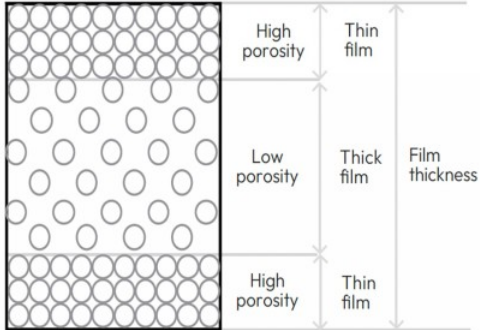 High
porosity
Thin
film
Low
porosity
Thick
film
Film
thickness
High
porosity
Thin
film